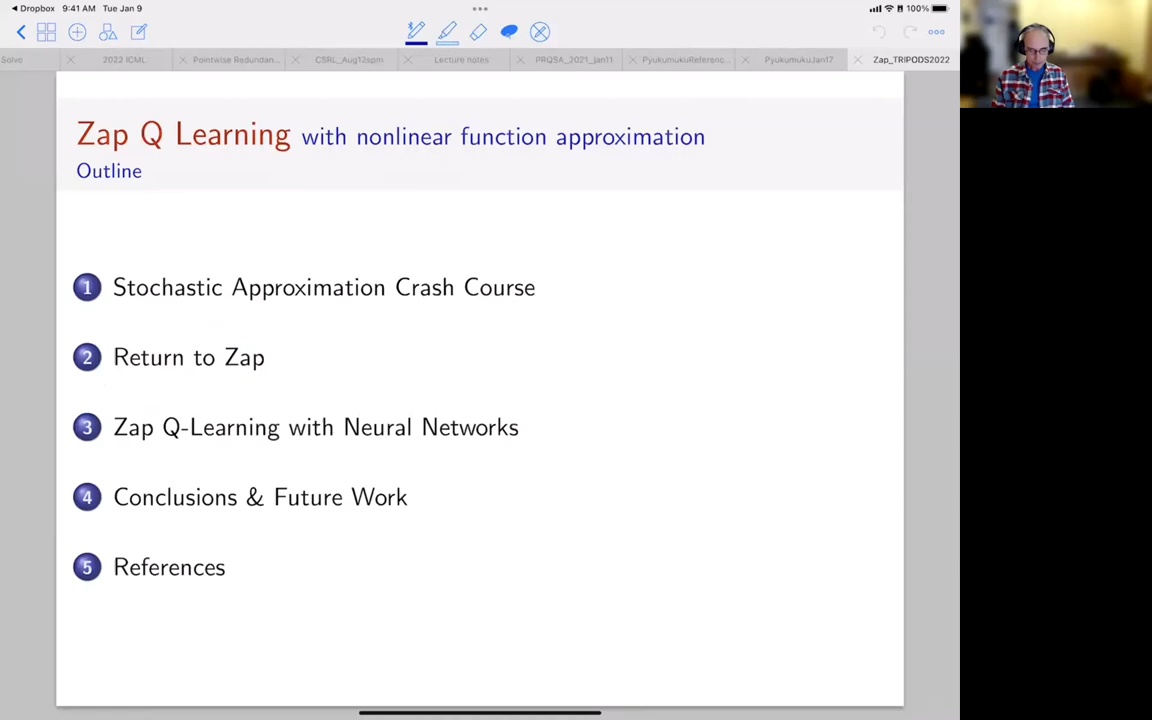 Dropbox 9:41 AM Tue Jan 9
100%
Solvo
2022 ICML
Pointwise Redundan...
CSRL_Aug12spm
Lecture notes
PRQSA_2021_jan11
PyukumukuReferenc...
PyukumukuJan17
Zap_TRIPODS2022
Zap Q Learning with nonlinear function approximation
Outline
1 Stochastic Approximation Crash Course
2 Return to Zap
3 Zap Q-Learning with Neural Networks
4 Conclusions & Future Work
5 References